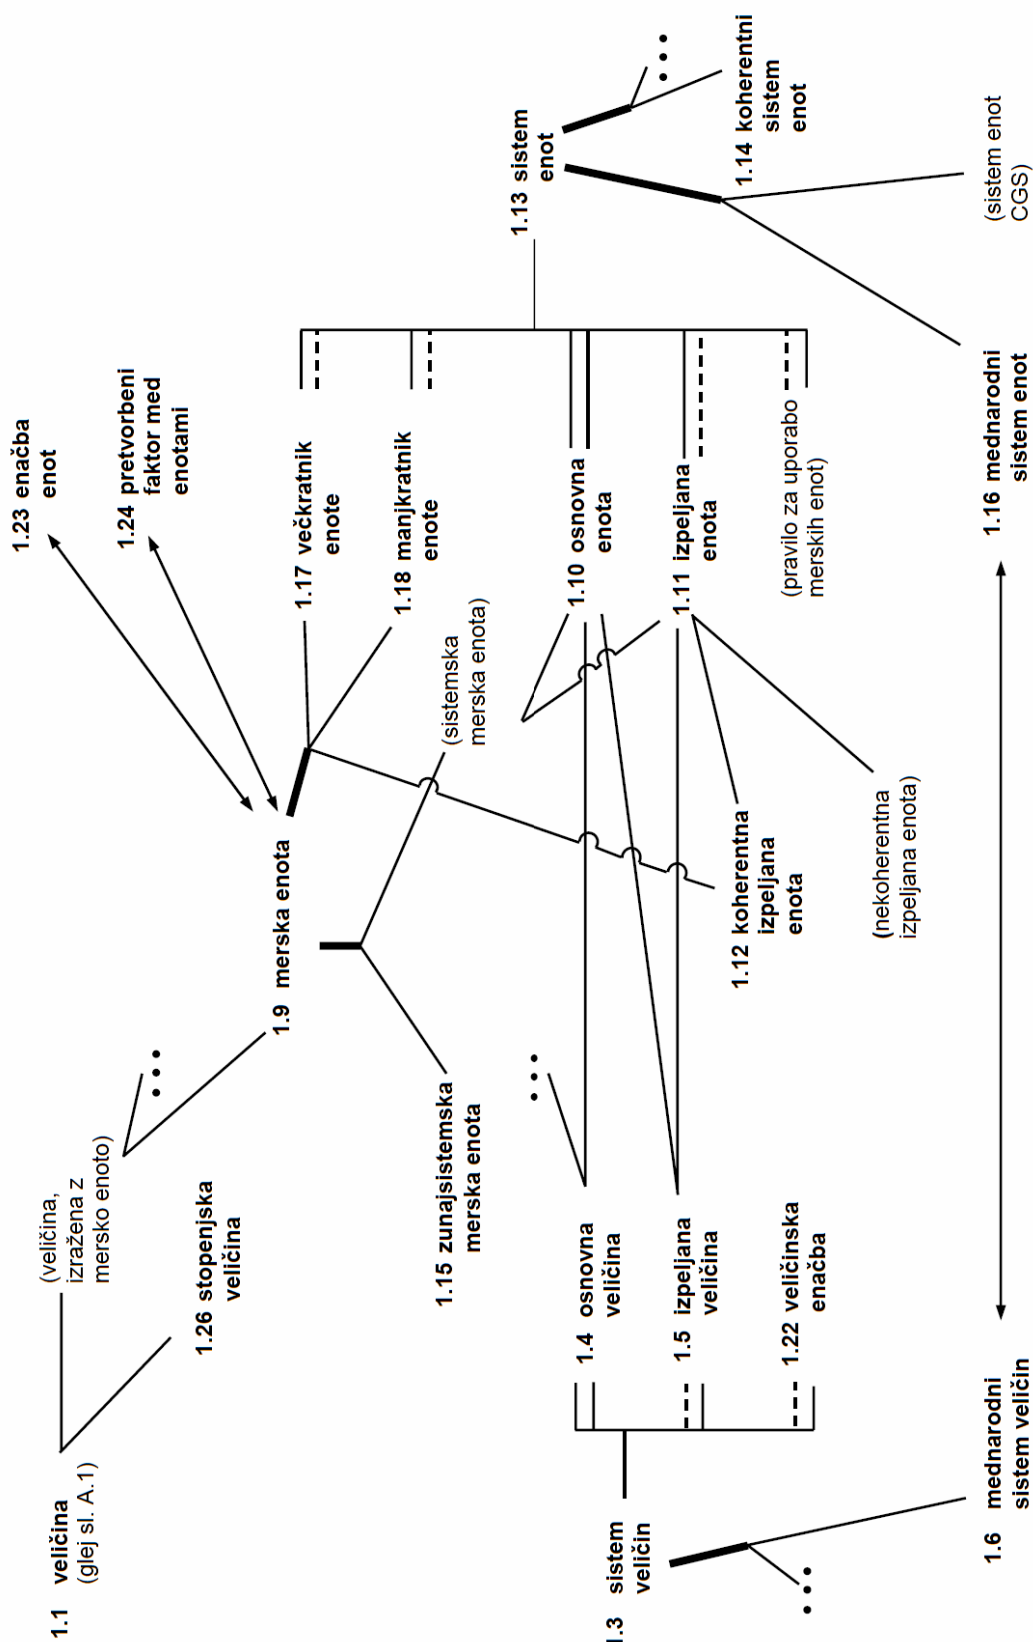 1.1 veličina
(glej sl. A.1)
(veličina,
izražena z
mersko enoto)
1.26 stopenjska
veličina
...
1.9 merska enota
1.23 enačba
enot
1.24 pretvorbeni
faktor med
enotami
1.17 večkratnik
enote
1.18 manjkratnik
enote
(sistemska
merska enota)
1.15 zunajsistemska
merska enota
1.13 sistem
enot
...
1.14 koherentni
sistem
enot
(sistem enot
CGS)
1.16 mednarodni
sistem enot
1.10 osnovna
enota
1.11 izpeljana
enota
(pravilo za uporabo
merskih enot)
1.12 koherentna
izpeljana
enota
(nekoherentna
izpeljana enota)
...
1.3 sistem
veličin
1.4 osnovna
veličina
1.5 izpeljana
veličina
1.22 veličinska
enačba
...
1.6 mednarodni
sistem veličin